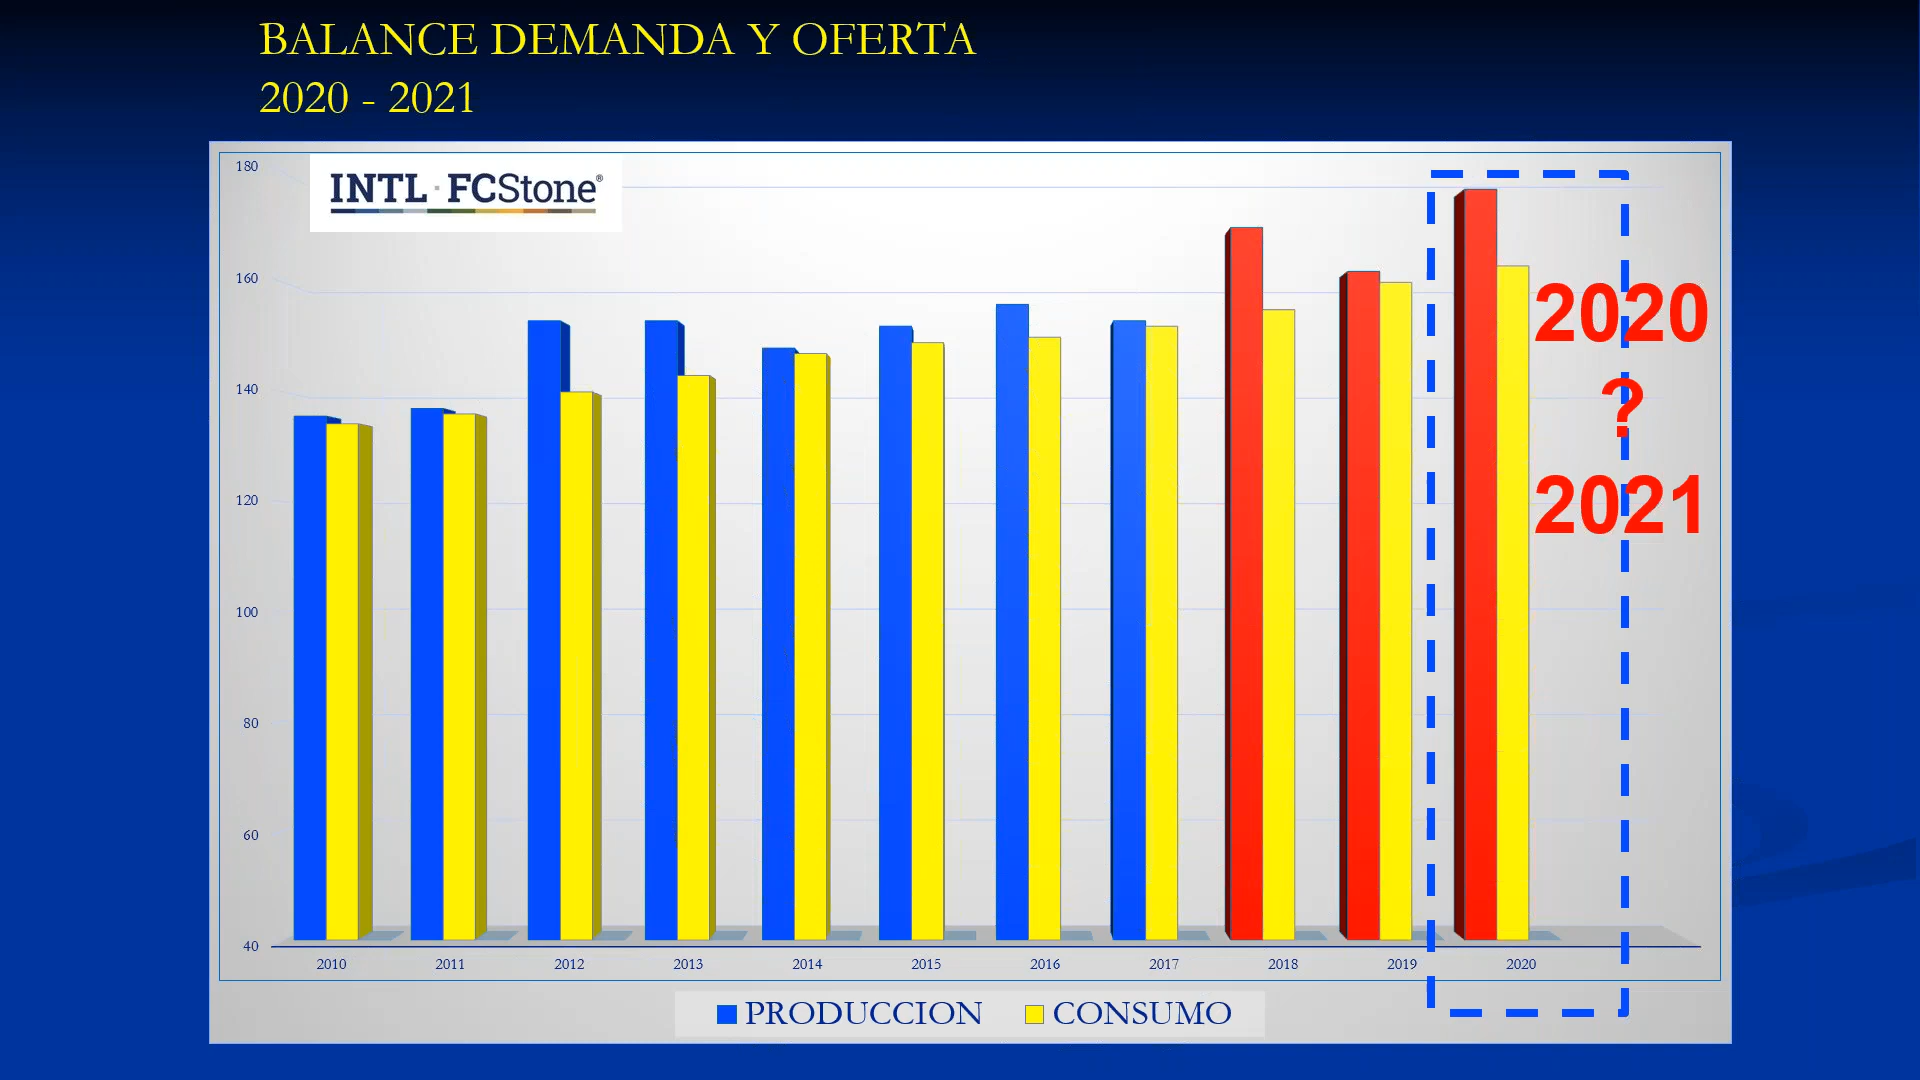 BALANCE DEMANDA Y OFERTA
2020 - 2021
INTL FCStone®
180
160
140
120
100
80
60
40
2020
?
2021
2010 2011 2012 2013 2014 2015 2016 2017 2018 2019 2020
PRODUCCION CONSUMO